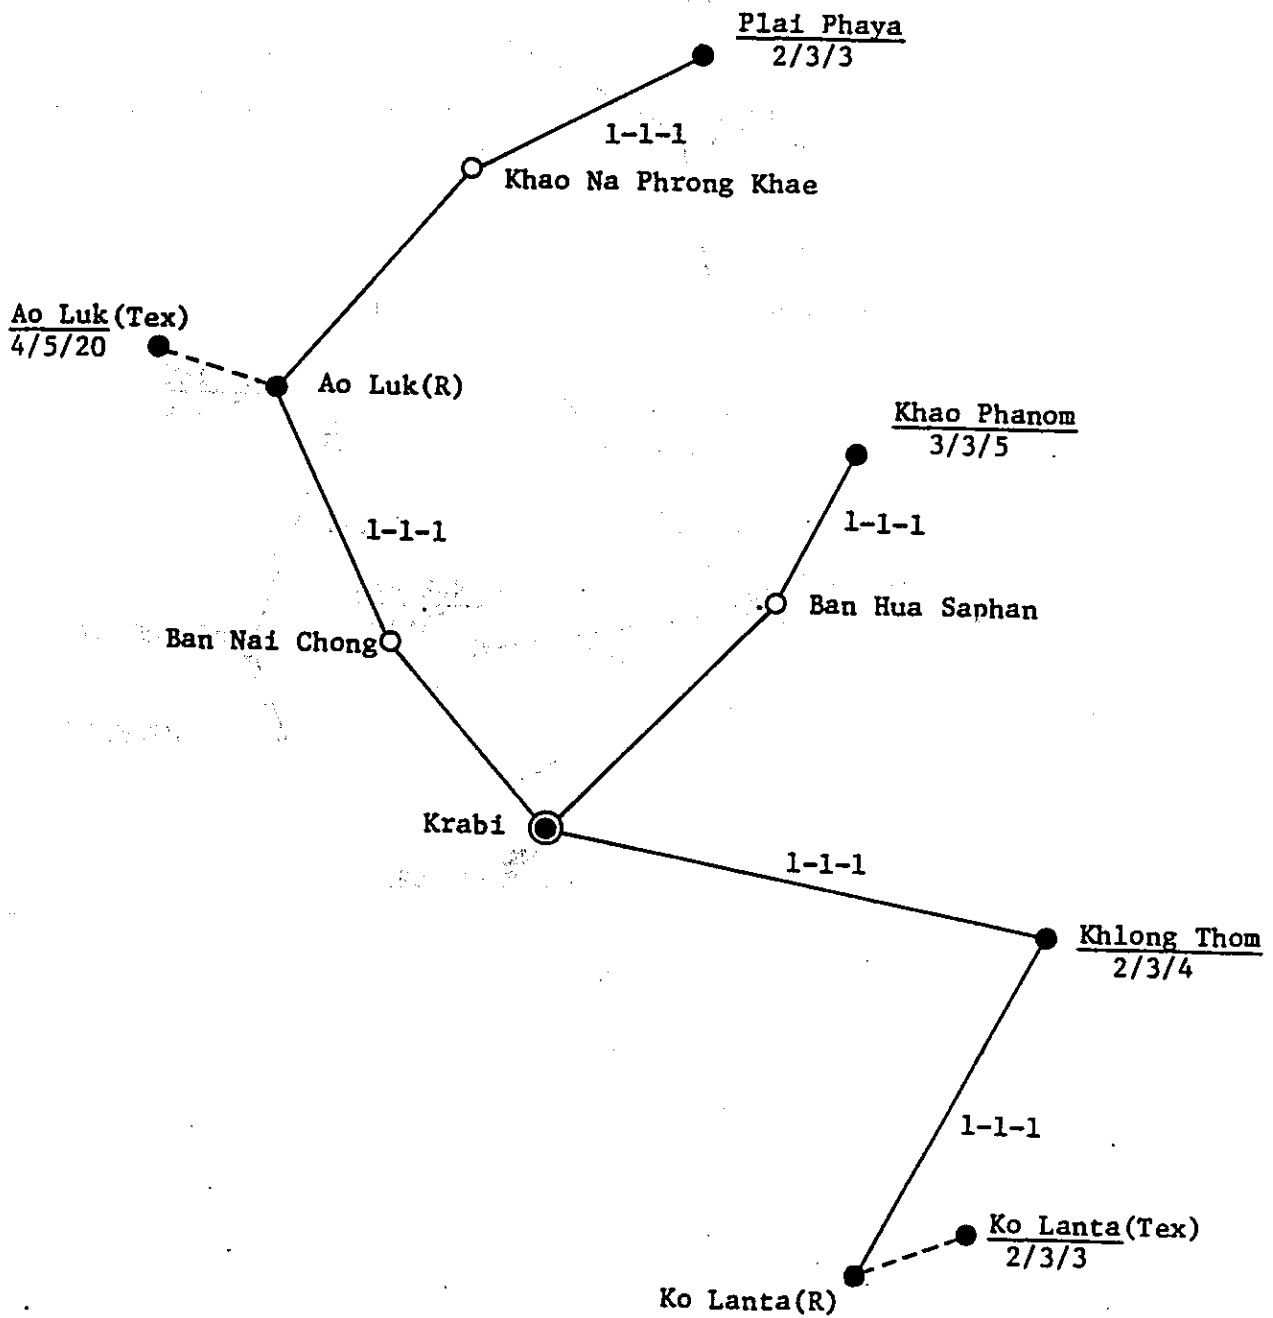 Plai Phaya
2/3/3
1-1-1
Khao Na Phrong Khae
Ao Luk(Tex)
4/5/20
Ao Luk(R)
Khao Phanom
3/3/5
1-1-1
1-1-1
Ban Hua Saphan
Ban Nai Chong
Krabi
1-1-1
Khlong Thom
2/3/4
1-1-1
Ko Lanta(Tex)
2/3/3
Ko Lanta(R)